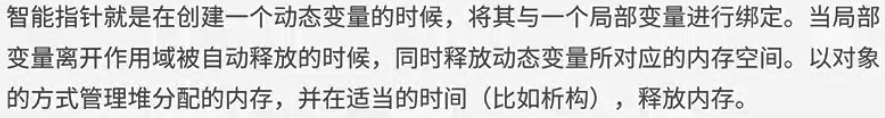 智能指针就是在创建一个动态变量的时候，将其与一个局部变量进行绑定。当局部
变量离开作用域被自动释放的时候，同时释放动态变量所对应的内存空间。以对象
的方式管理堆分配的内存，并在适当的时间（比如析构），释放内存。